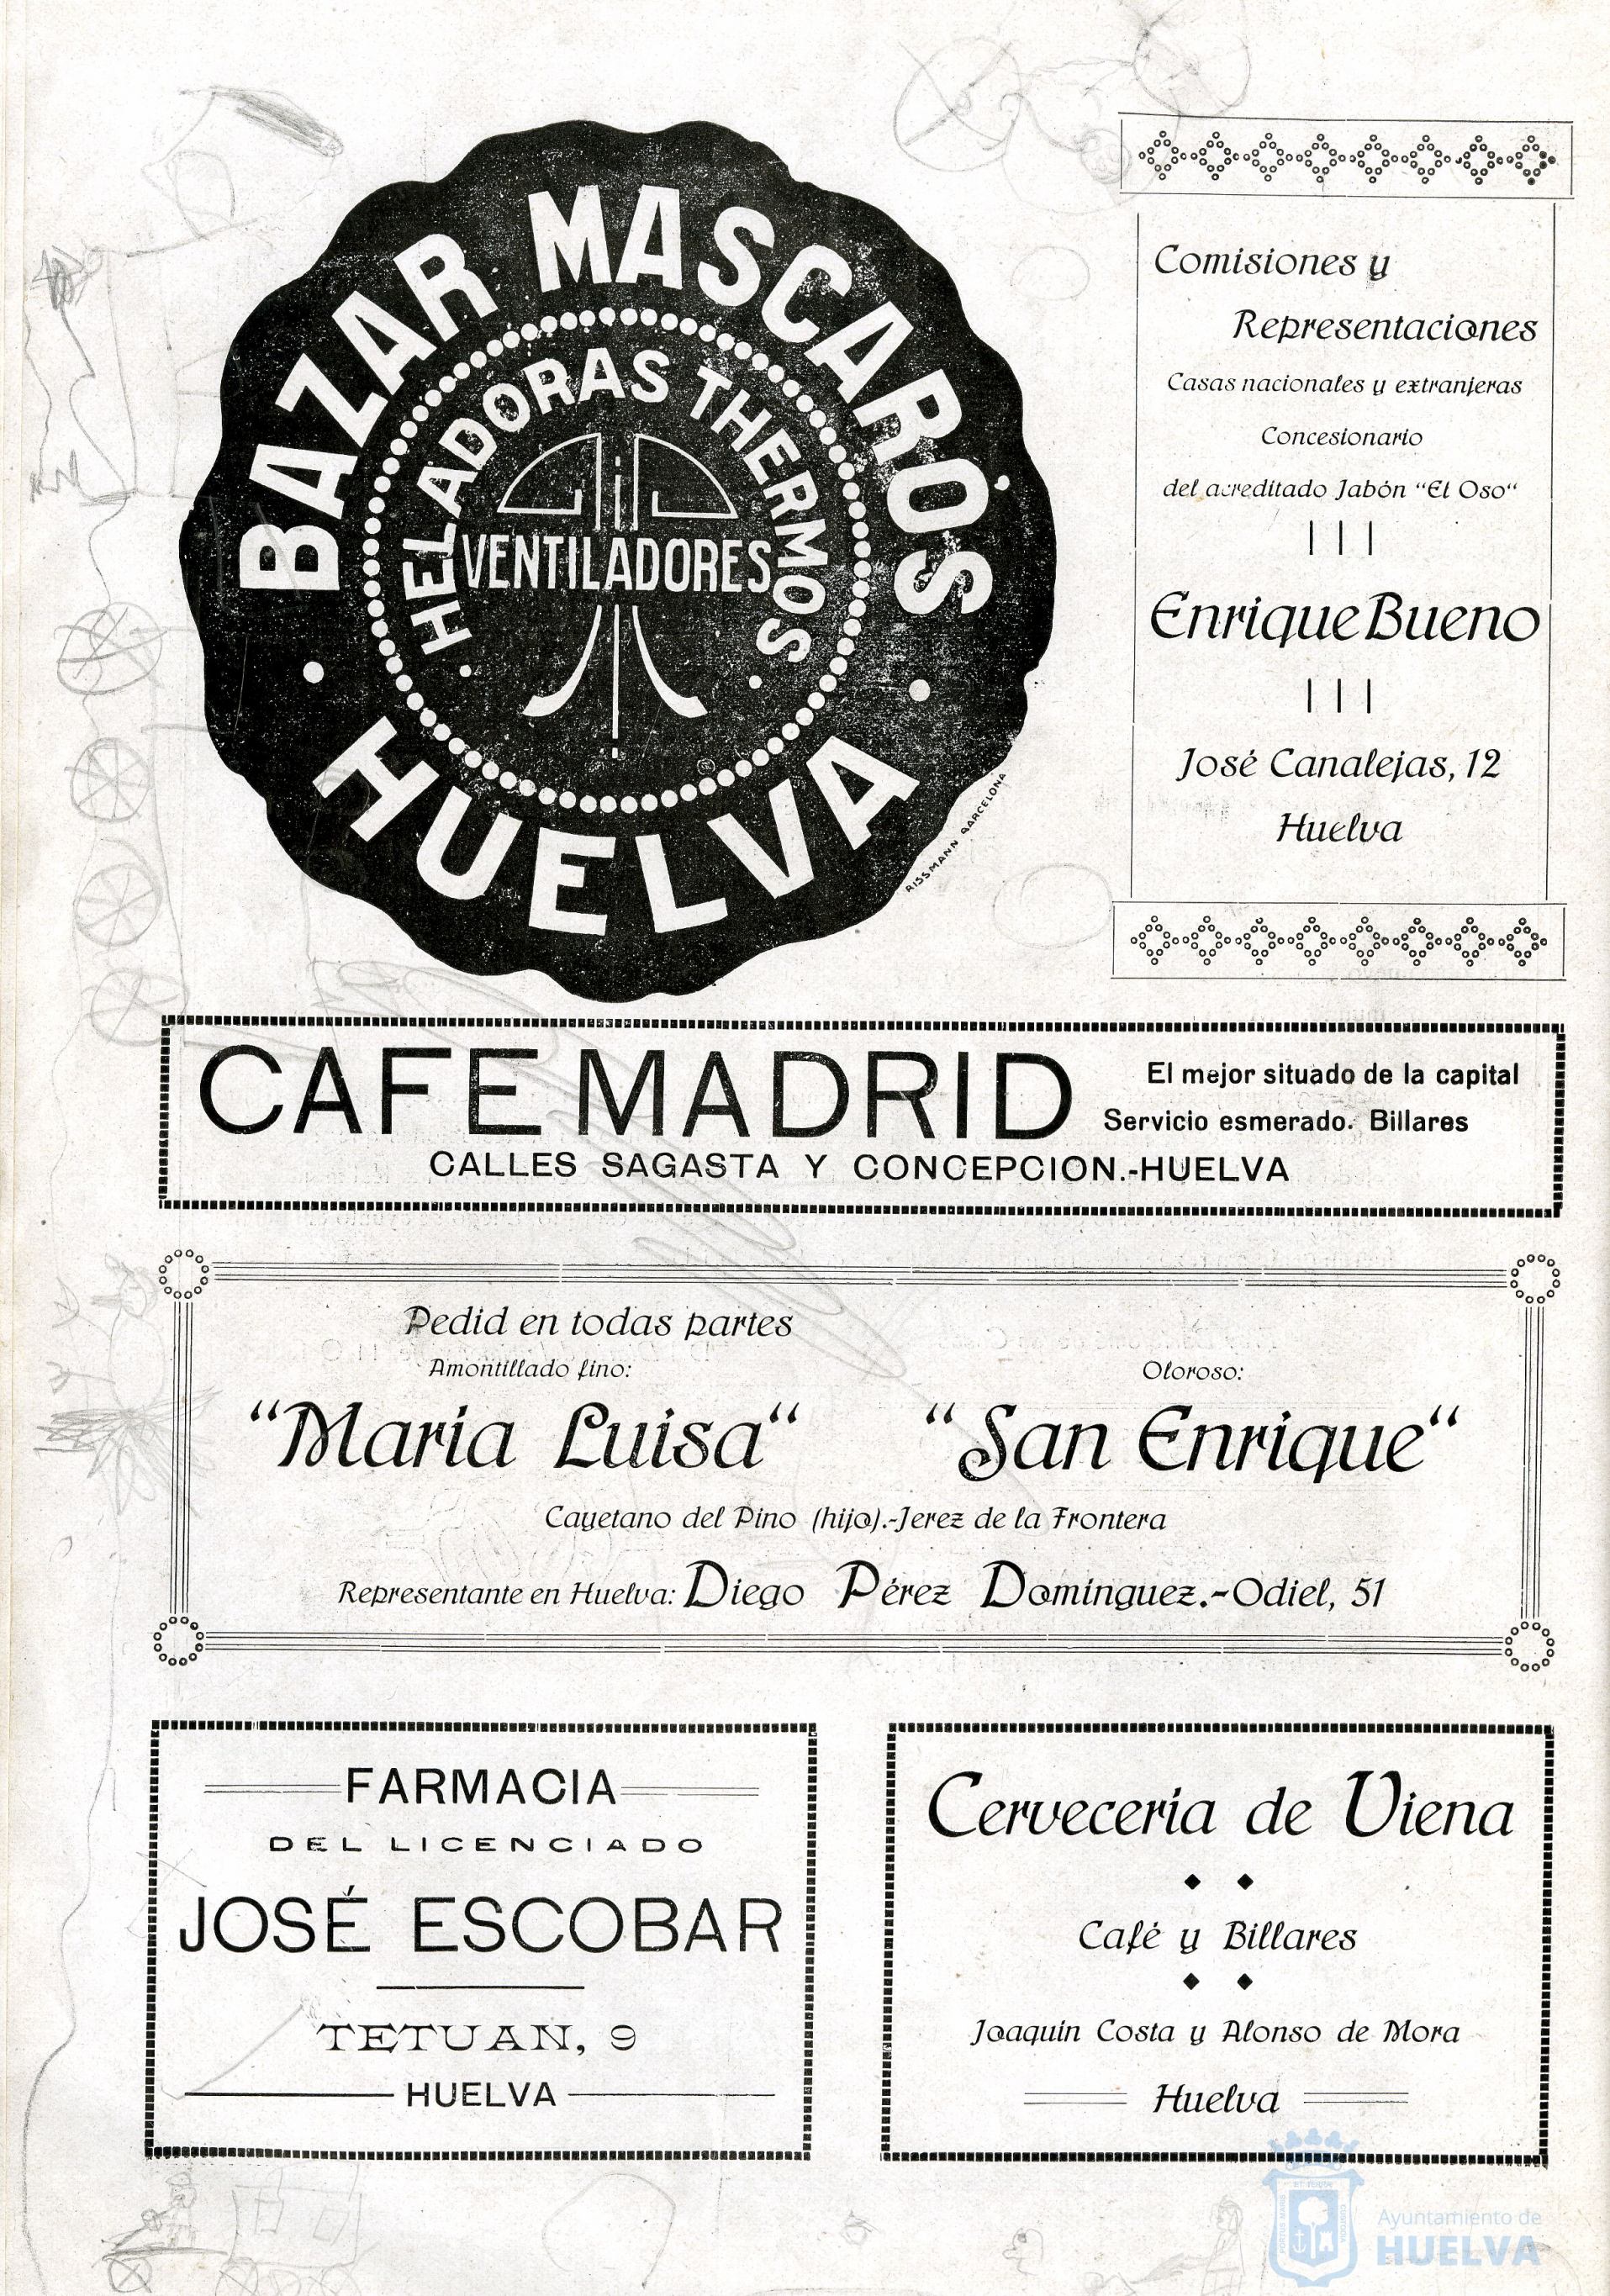 BAZAR MASCARÓS
HELADORAS THERMOS
VENTILADORES
HUELVA
RISSMANN BARCELONA
Comisiones y
Representaciones
Casas nacionales y extranjeras
Concesionario
del acreditado Jabón “El Oso“
Enrique Bueno
José Canalejas, 12
Huelva
CAFE MADRID
El mejor situado de la capital
Servicio esmerado. Billares
CALLES SAGASTA Y CONCEPCION.-HUELVA
Pedid en todas partes
Amontillado fino:
Oloroso:
“Maria Luisa“
“San Enrique“
Cayetano del Pino (hijo).-Jerez de la Frontera
Representante en Huelva: Diego Pérez Domínguez.-Odiel, 51
FARMACIA
DEL LICENCIADO
JOSÉ ESCOBAR
TETUAN, 9
HUELVA
Cervecería de Viena
Café y Billares
Joaquín Costa y Alonso de Mora
Huelva
Ayuntamiento de
HUELVA